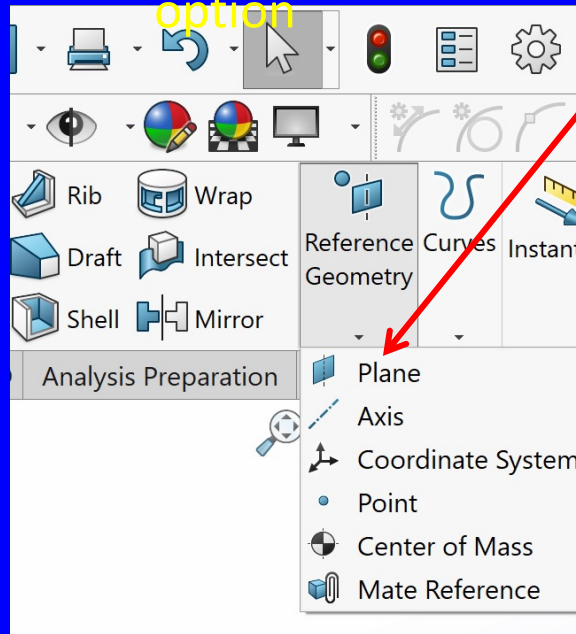 option
Rib
Wrap
Draft
Intersect
Shell
Mirror
Reference
Geometry
Curves
Instant
Analysis Preparation
Plane
Axis
Coordinate System
Point
Center of Mass
Mate Reference